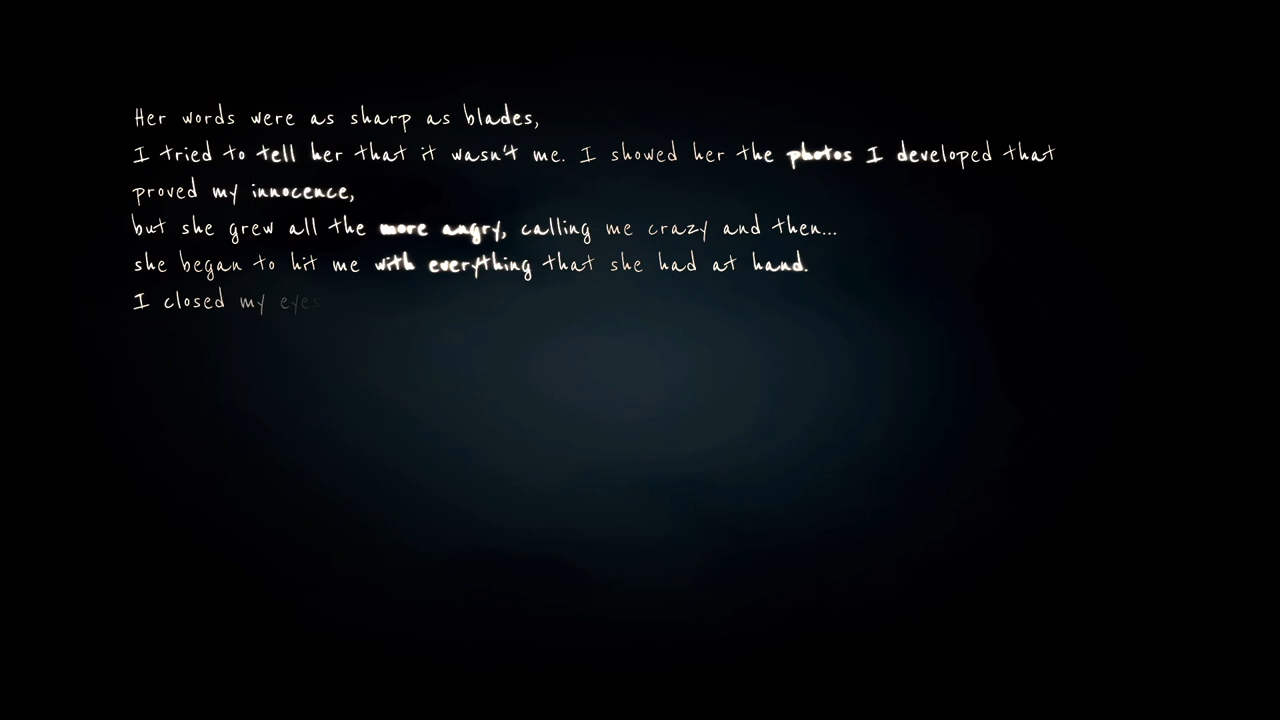 Her words were as sharp as blades,
I tried to tell her that it wasn't me. I showed her the photos I developed that
proved my innocence,
but she grew all the more angry, calling me crazy and then...
she began to hit me with everything that she had at hand.
I closed my eyes